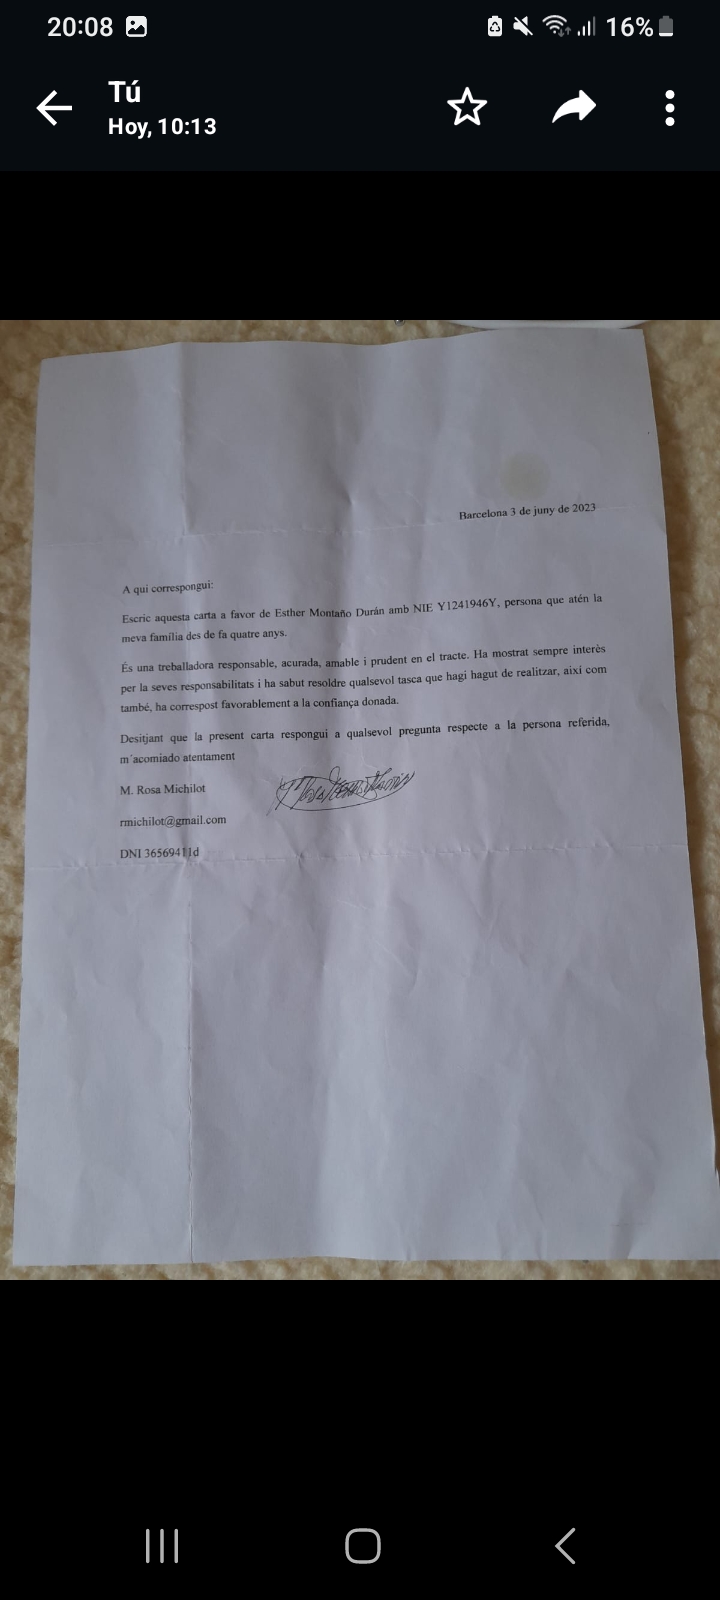 20:08 16%
Tú
Hoy, 10:13
Barcelona 3 de juny de 2023
A qui correspongui:
Escric aquesta carta a favor de Esther Montaño Durán amb NIE Y1241946Y, persona que atén la
meva família des de fa quatre anys.
És una treballadora responsable, acurada, amable i prudent en el tracte. Ha mostrat sempre interès
per la seves responsabilitats i ha sabut resoldre qualsevol tasca que hagi hagut de realitzar, així com
també, ha correspost favorablement a la confiança donada.
Desitjant que la present carta respongui a qualsevol pregunta respecte a la persona referida,
m´acomiado atentament
M. Rosa Michilot
rmichilot@gmail.com
DNI 36569411d